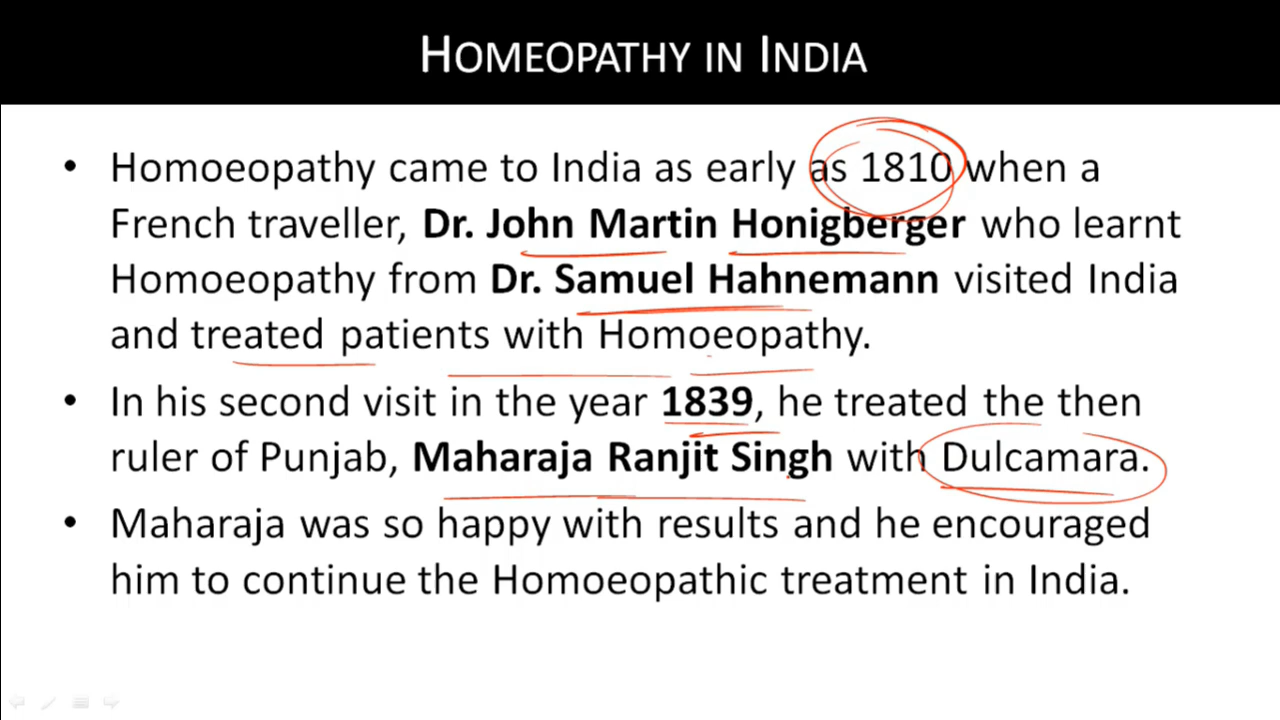 HOMEOPATHY IN INDIA
• Homoeopathy came to India as early as 1810 when a
French traveller, Dr. John Martin Honigberger who learnt
Homoeopathy from Dr. Samuel Hahnemann visited India
and treated patients with Homoeopathy.
• In his second visit in the year 1839, he treated the then
ruler of Punjab, Maharaja Ranjit Singh with Dulcamara.
• Maharaja was so happy with results and he encouraged
him to continue the Homoeopathic treatment in India.